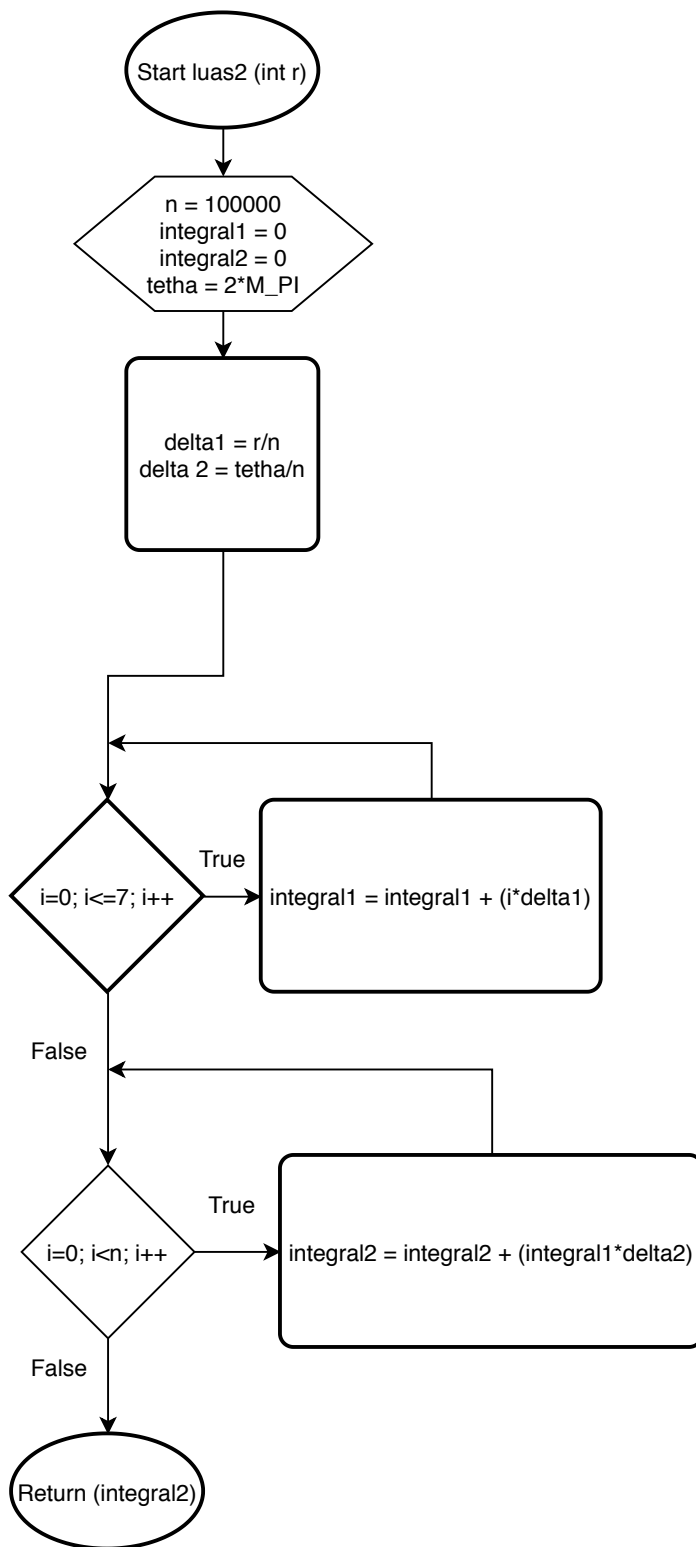 Start luas2 (int r)
n = 100000
integral1 = 0
integral2 = 0
tetha = 2*M_PI
delta1 = r/n
delta 2 = tetha/n
True
i=0; i<=7; i++
integral1 = integral1 + (i*delta1)
False
True
i=0; i<n; i++
integral2 = integral2 + (integral1*delta2)
False
Return (integral2)